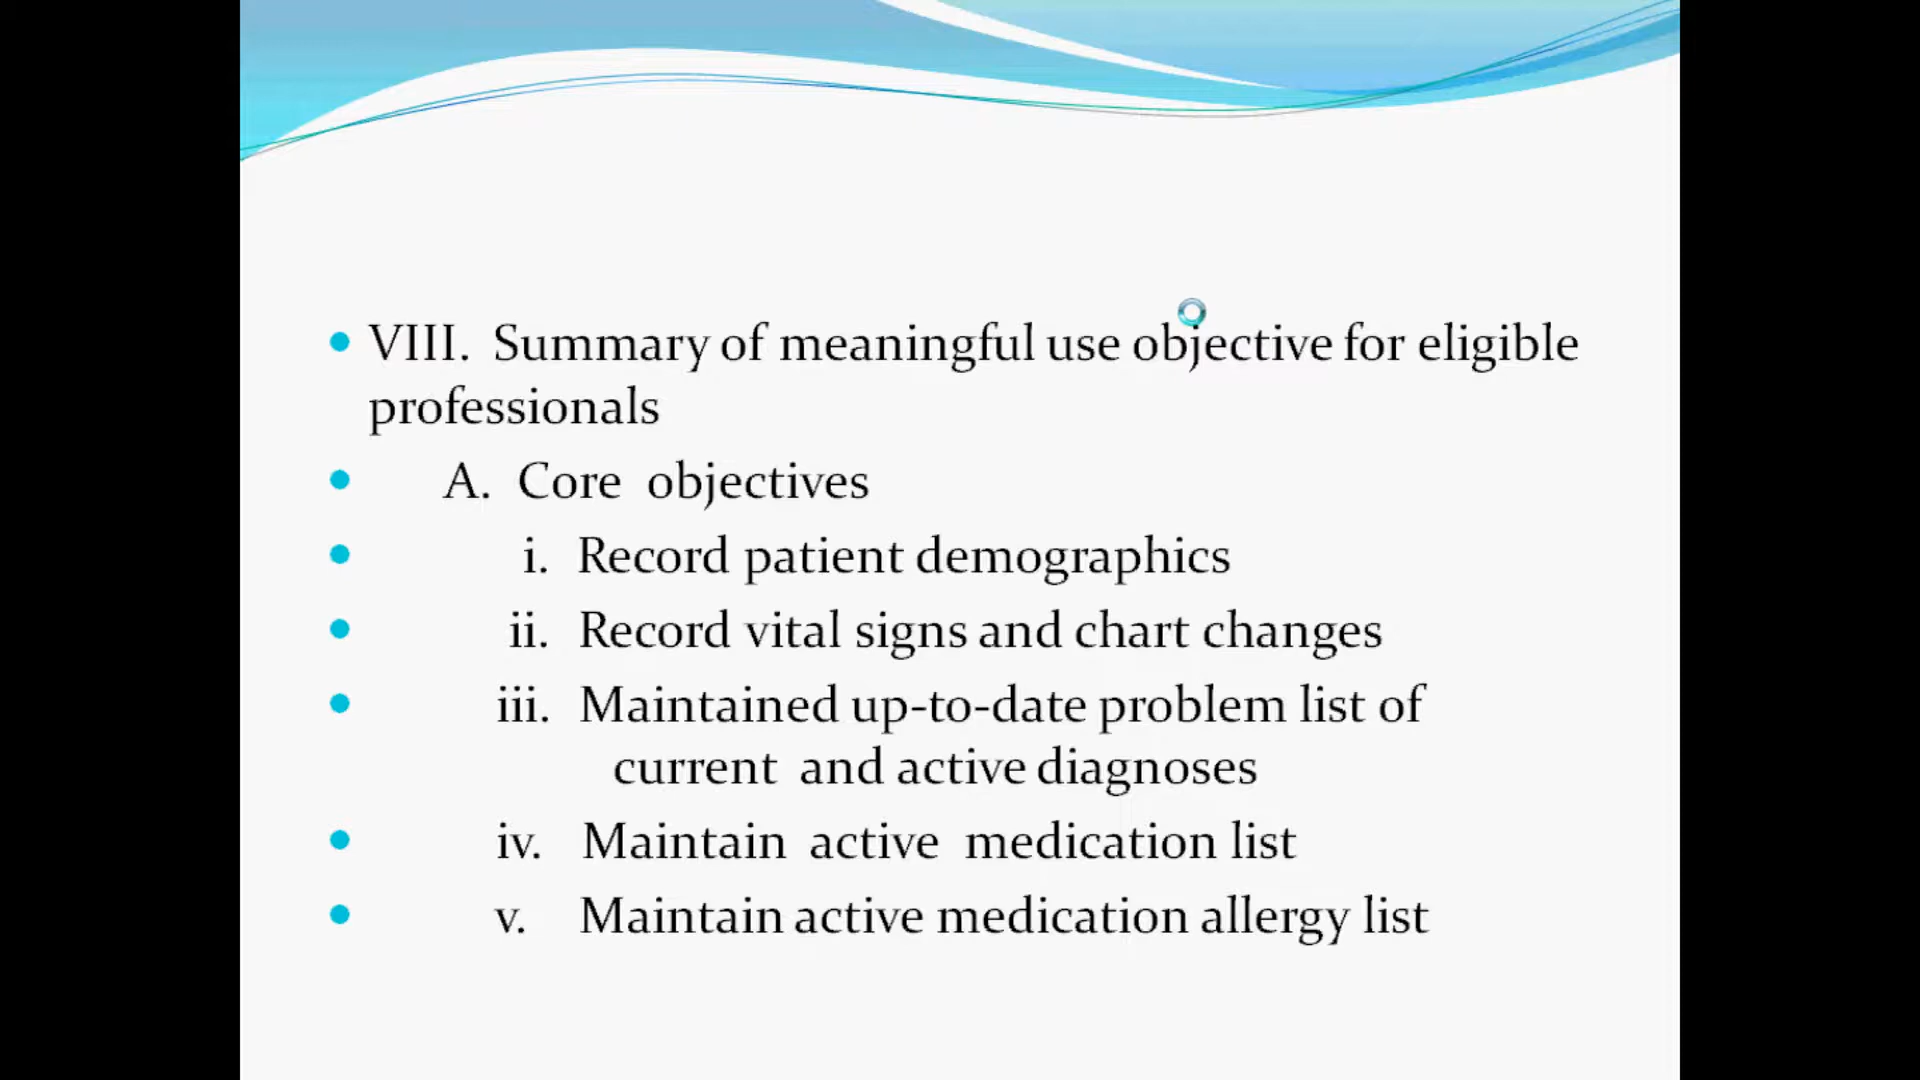 VIII. Summary of meaningful use objective for eligible
professionals
A. Core objectives
i. Record patient demographics
ii. Record vital signs and chart changes
iii. Maintained up-to-date problem list of
current and active diagnoses
iv. Maintain active medication list
v. Maintain active medication allergy list